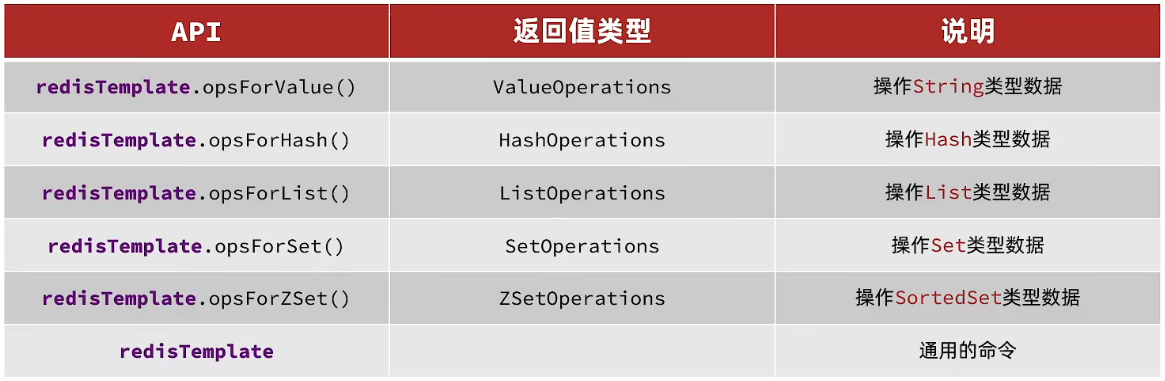 API 返回值类型 说明
redisTemplate.opsForValue() ValueOperations 操作String类型数据
redisTemplate.opsForHash() HashOperations 操作Hash类型数据
redisTemplate.opsForList() ListOperations 操作List类型数据
redisTemplate.opsForSet() SetOperations 操作Set类型数据
redisTemplate.opsForZSet() ZSetOperations 操作SortedSet类型数据
redisTemplate 通用的命令